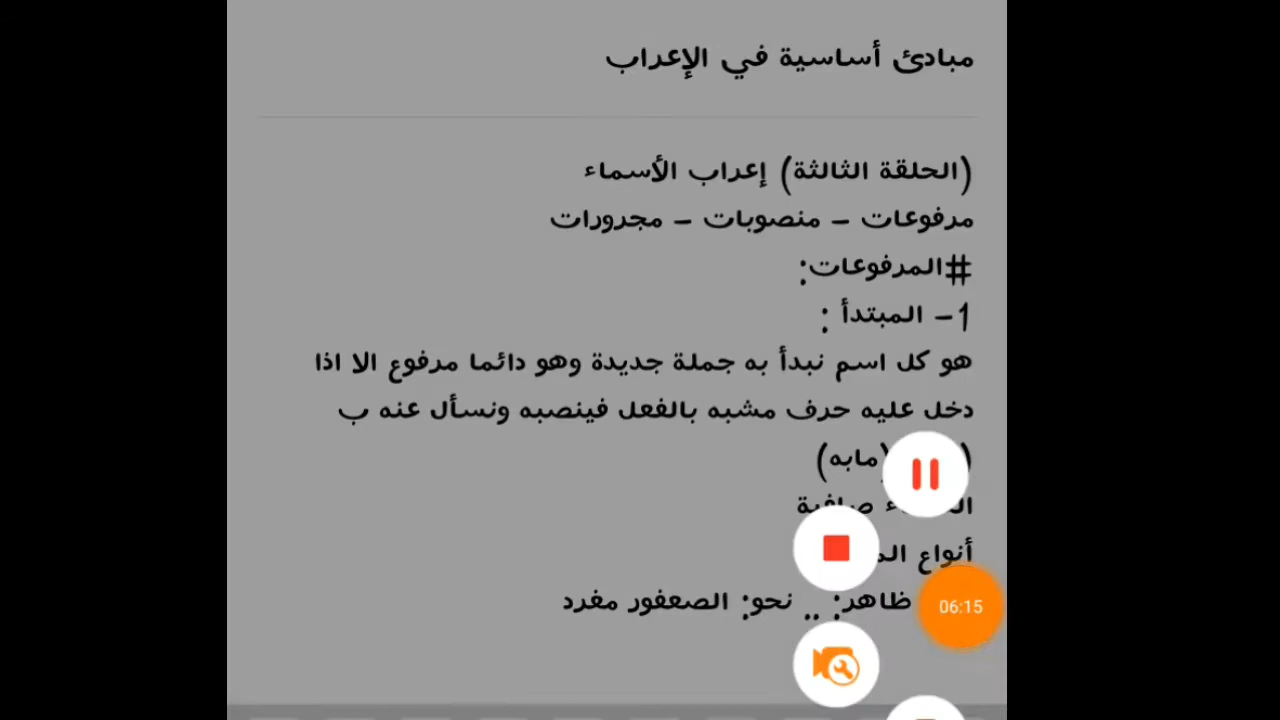 مبادئ أساسية في الإعراب
(الحلقة الثالثة) إعراب الأسماء
مرفوعات – منصوبات – مجرورات
#المرفوعات:
1– المبتدأ :
هو كل اسم نبدأ به جملة جديدة وهو دائما مرفوع الا اذا
دخل عليه حرف مشبه بالفعل فينصبه ونسأل عنه ب
(مابه)
صافية
أنواع
ظاهر: .. نحو: الصعفور مغرد
06:15